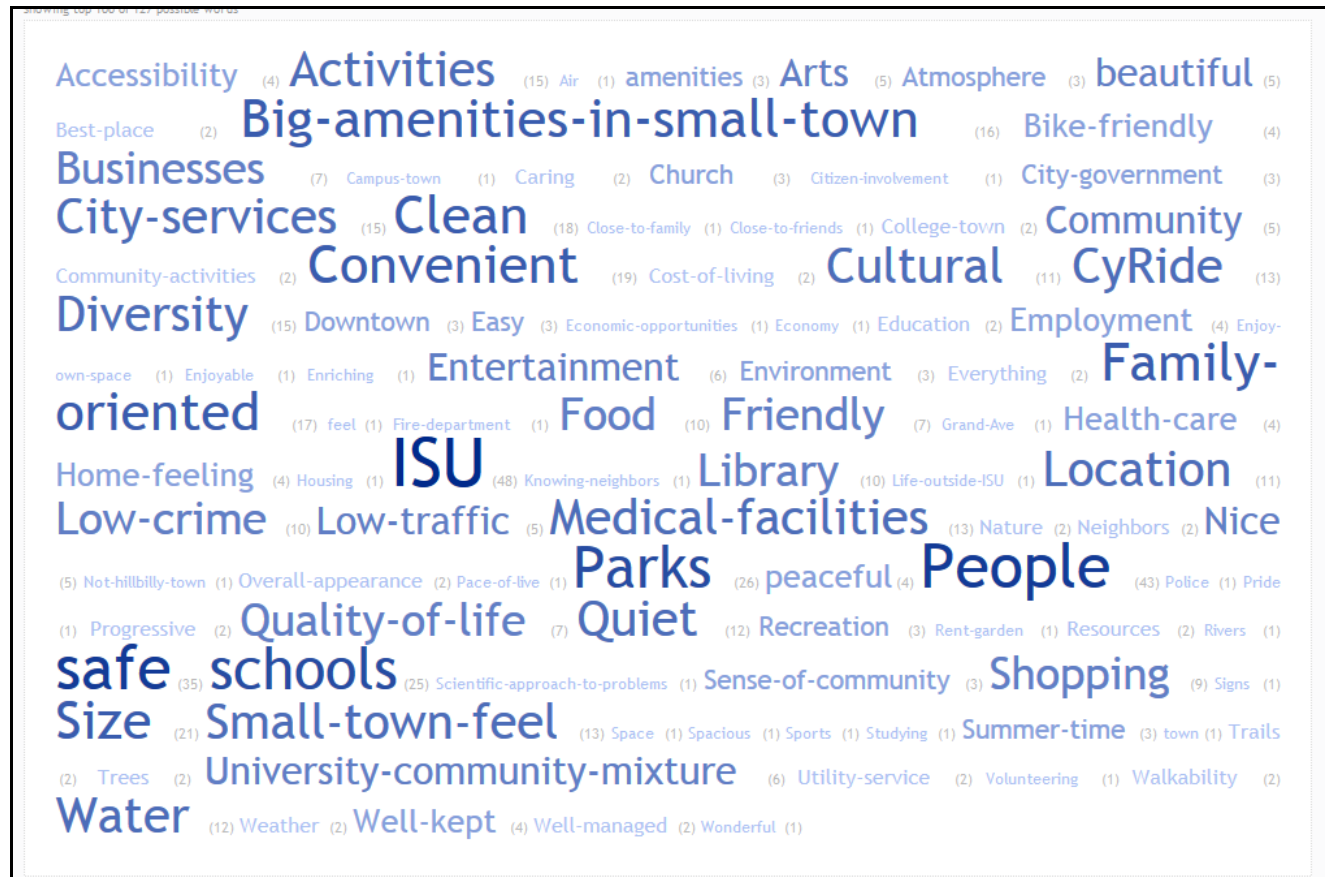 Showing top 100 of 127 possible words
Accessibility (4) Activities (15) Air (1) amenities (3) Arts (5) Atmosphere (3) beautiful (5)
Best-place (2) Big-amenities-in-small-town (16) Bike-friendly (4)
Businesses (7) Campus-town (1) Caring (2) Church (3) Citizen-involvement (1) City-government (3)
City-services (15) Clean (18) Close-to-family (1) Close-to-friends (1) College-town (2) Community (5)
Community-activities (2) Convenient (19) Cost-of-living (2) Cultural (11) CyRide (13)
Diversity (15) Downtown (3) Easy (3) Economic-opportunities (1) Economy (1) Education (2) Employment (4) Enjoy-
own-space (1) Enjoyable (1) Enriching (1) Entertainment (6) Environment (3) Everything (2) Family-
oriented (17) feel (1) Fire-department (1) Food (10) Friendly (7) Grand-Ave (1) Health-care (4)
Home-feeling (4) Housing (1) ISU (48) Knowing-neighbors (1) Library (10) Life-outside-ISU (1) Location (11)
Low-crime (10) Low-traffic (5) Medical-facilities (13) Nature (2) Neighbors (2) Nice
(5) Not-hillbilly-town (1) Overall-appearance (2) Pace-of-live (1) Parks (26) peaceful (4) People (43) Police (1) Pride
(1) Progressive (2) Quality-of-life (7) Quiet (12) Recreation (3) Rent-garden (1) Resources (2) Rivers (1)
safe (35) schools (25) Scientific-approach-to-problems (1) Sense-of-community (3) Shopping (9) Signs (1)
Size (21) Small-town-feel (13) Space (1) Spacious (1) Sports (1) Studying (1) Summer-time (3) town (1) Trails
(2) Trees (2) University-community-mixture (6) Utility-service (2) Volunteering (1) Walkability (2)
Water (12) Weather (2) Well-kept (4) Well-managed (2) Wonderful (1)